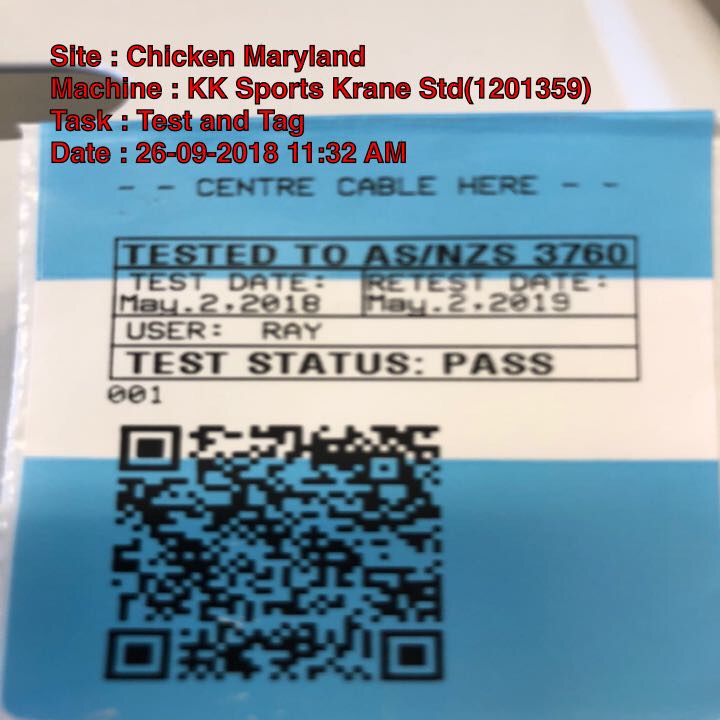 Site : Chicken Maryland
Machine : KK Sports Krane Std(1201359)
Task : Test and Tag
Date : 26-09-2018 11:32 AM
- - CENTRE CABLE HERE - -
TESTED TO AS/NZS 3760
TEST DATE: RETEST DATE:
May.2,2018 May.2,2019
USER: RAY
TEST STATUS: PASS
001